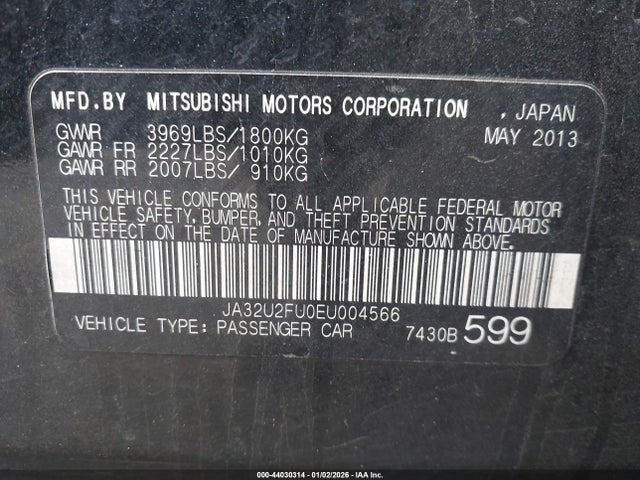 MFD.BY MITSUBISHI MOTORS CORPORATION , JAPAN
GVWR 3969LBS/1800KG MAY 2013
GAWR FR 2227LBS/1010KG
GAWR RR 2007LBS/ 910KG
THIS VEHICLE CONFORMS TO ALL APPLICABLE FEDERAL MOTOR
VEHICLE SAFETY, BUMPER, AND THEFT PREVENTION STANDARDS
IN EFFECT ON THE DATE OF MANUFACTURE SHOWN ABOVE.
JA32U2FU0EU004566
VEHICLE TYPE: PASSENGER CAR 7430B 599
000-44030314 - 01/02/2026 - IAA Inc.